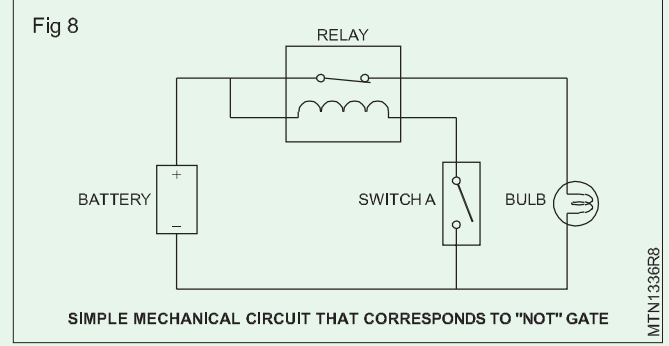 Fig 8
RELAY
+
BATTERY
–
SWITCH A
BULB
MTN1336R8
SIMPLE MECHANICAL CIRCUIT THAT CORRESPONDS TO "NOT" GATE